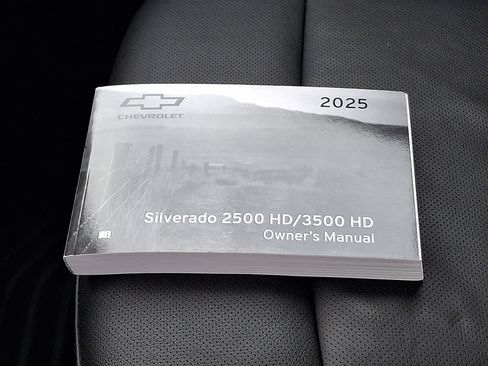 2025
CHEVROLET
Silverado 2500 HD/3500 HD
Owner's Manual